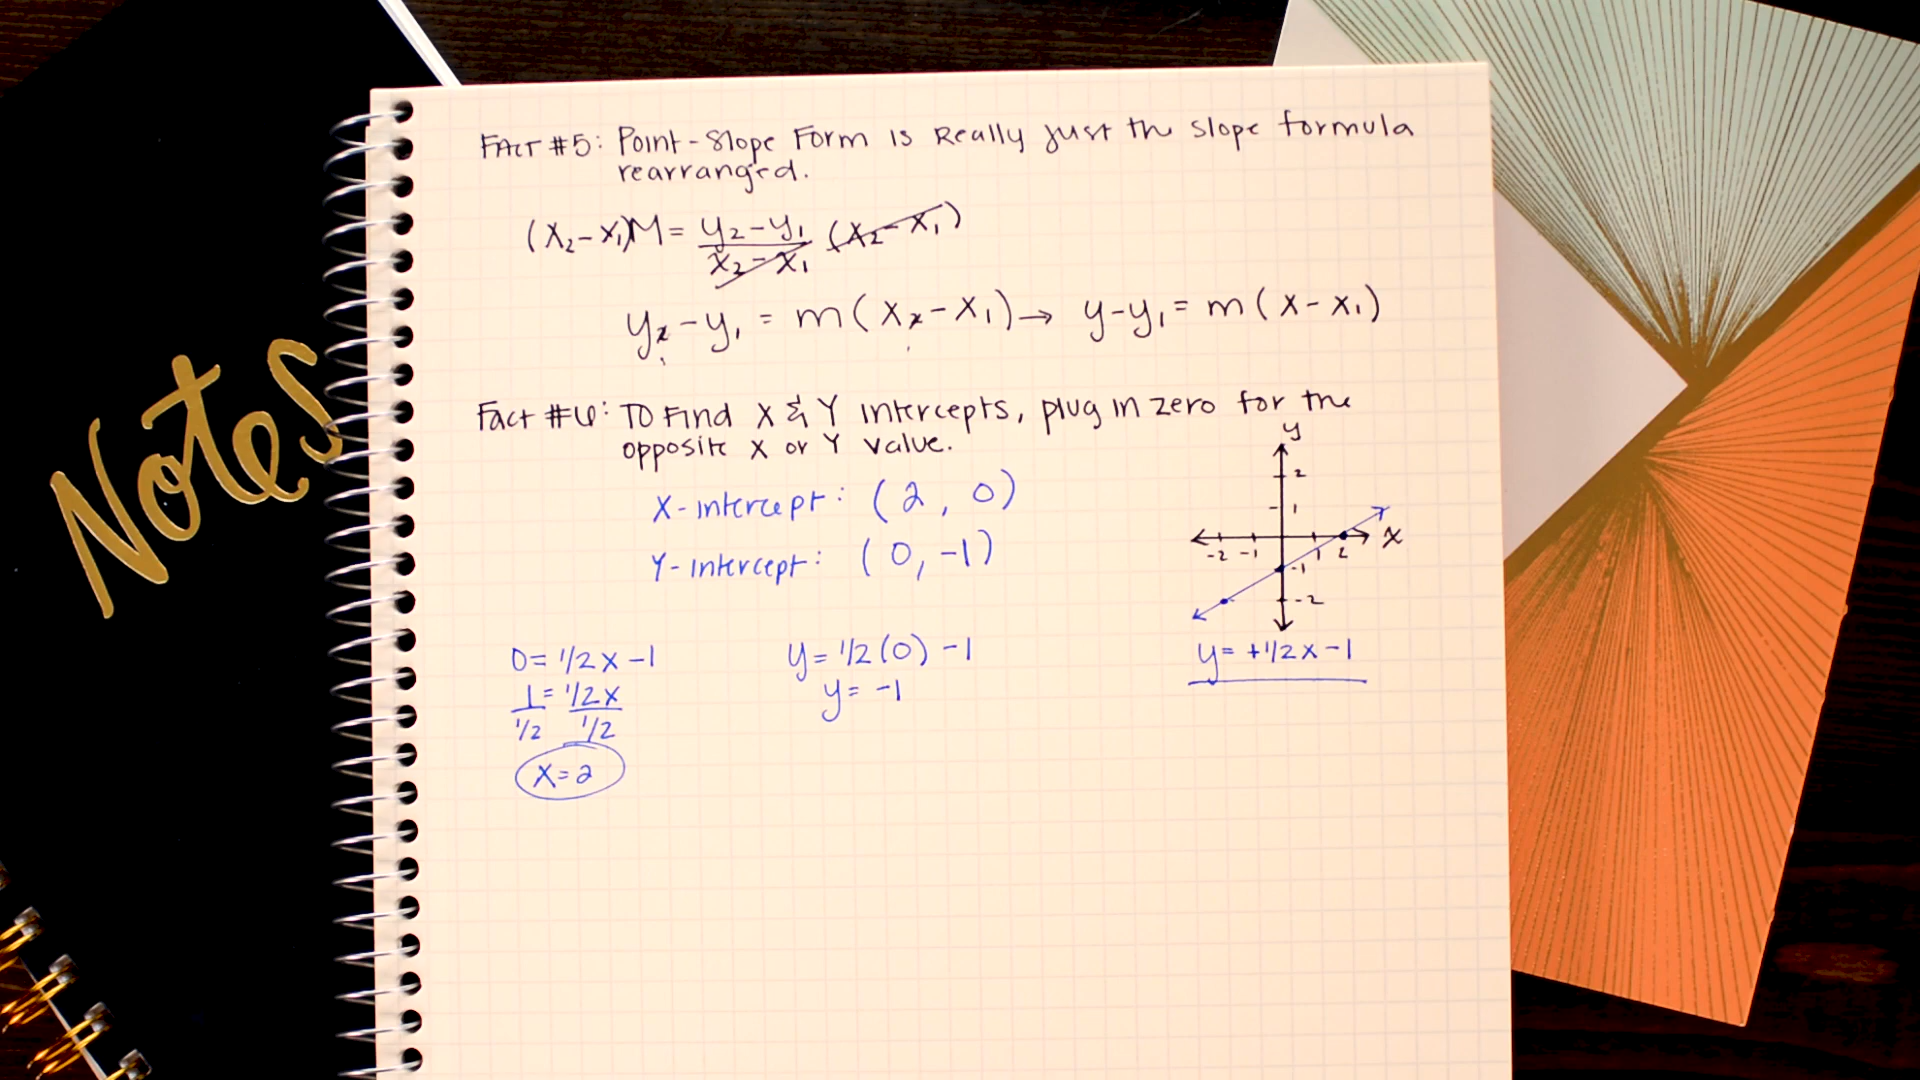 Notes
Fact #5: Point-Slope Form is Really just the slope formula
rearranged.
(x₂-x₁)M = y₂-y₁/x₂-x₁ (x₂-x₁)
y₂-y₁ = m(x₂-x₁) → y-y₁ = m(x-x₁)
Fact #6: To Find X & Y Intercepts, plug in zero for the
opposite X or Y value.
X-intercept: (2, 0)
Y-intercept: (0, -1)
y
2
1
-2 -1 1 2 X
-1
-2
y = +1/2x-1
0 = 1/2x-1
1 = 1/2x
1/2 1/2
x=2
y = 1/2(0) -1
y = -1